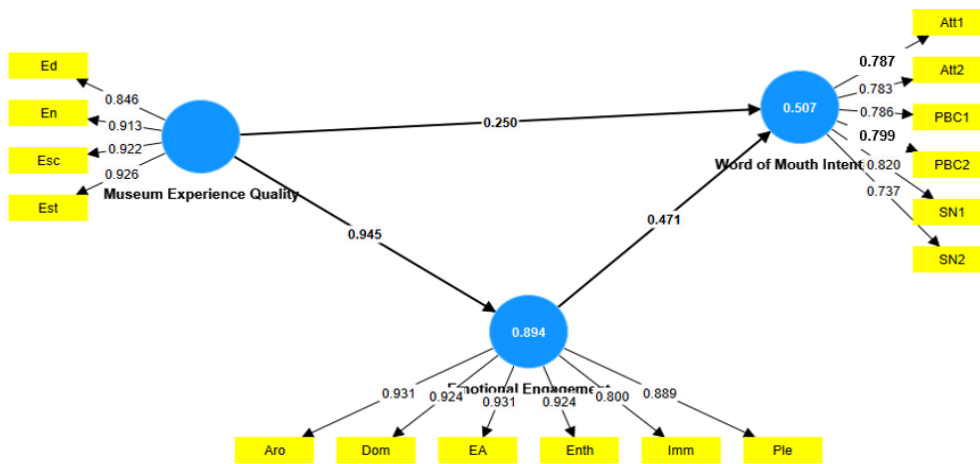 Ed
0.846
En
0.913
Esc
0.922
Est
0.926
Museum Experience Quality
0.250
0.945
0.471
0.507
Word of Mouth Intent
0.787
Att1
0.783
Att2
0.786
PBC1
0.799
PBC2
0.820
SN1
0.737
SN2
0.894
Emotional Engagement
0.931
0.924
0.931
0.924
0.800
0.889
Aro
Dom
EA
Enth
Imm
Ple